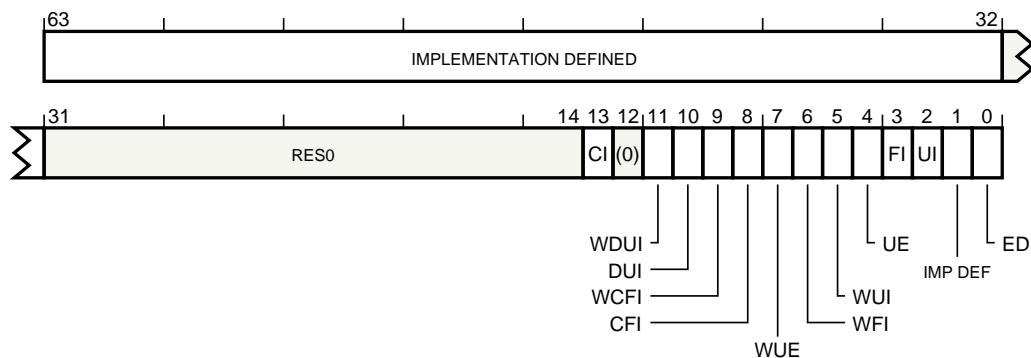 63 32
IMPLEMENTATION DEFINED
31 14 13 12 11 10 9 8 7 6 5 4 3 2 1 0
RES0 CI (0) FI UI
WDUI UE ED
DUI IMP DEF
WCFI WUI
CFI WFI
WUE